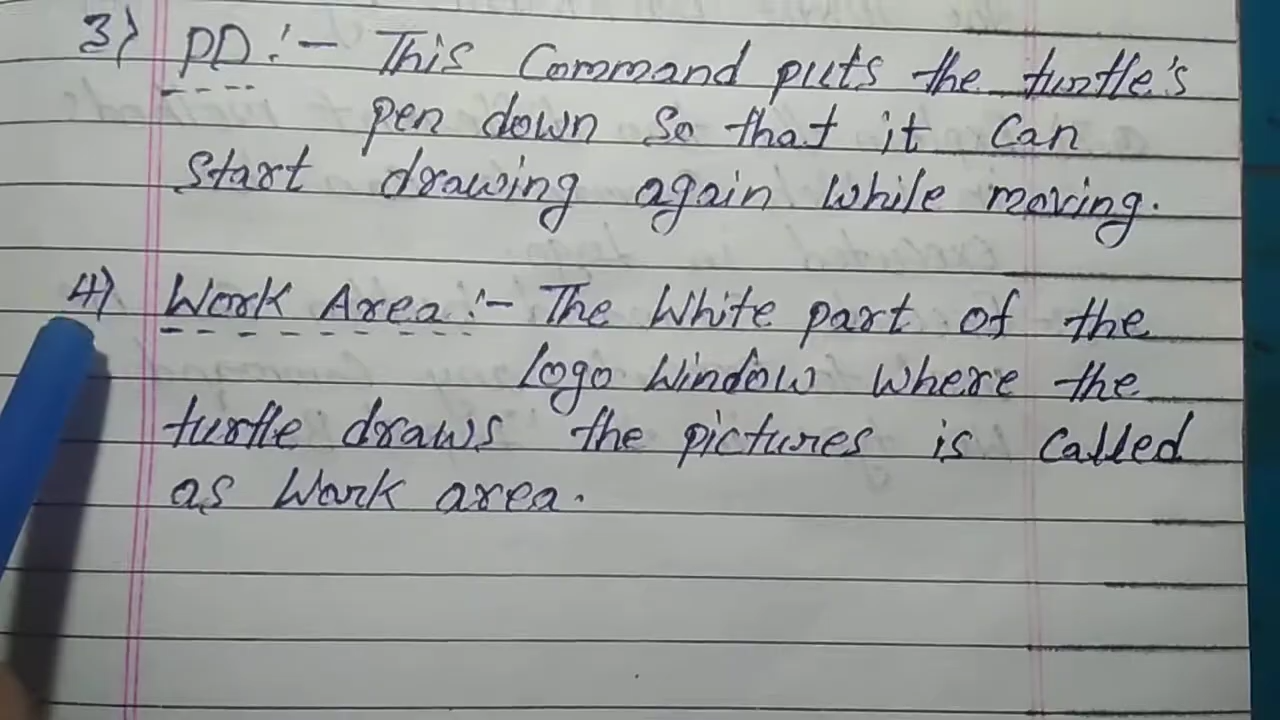 3) PD :- This Command puts the turtle's
pen down So that it Can
Start drawing again While moving.
4) Work Area :- The White part of the
logo Window Where the
turtle draws the pictures is Called
as Work area.